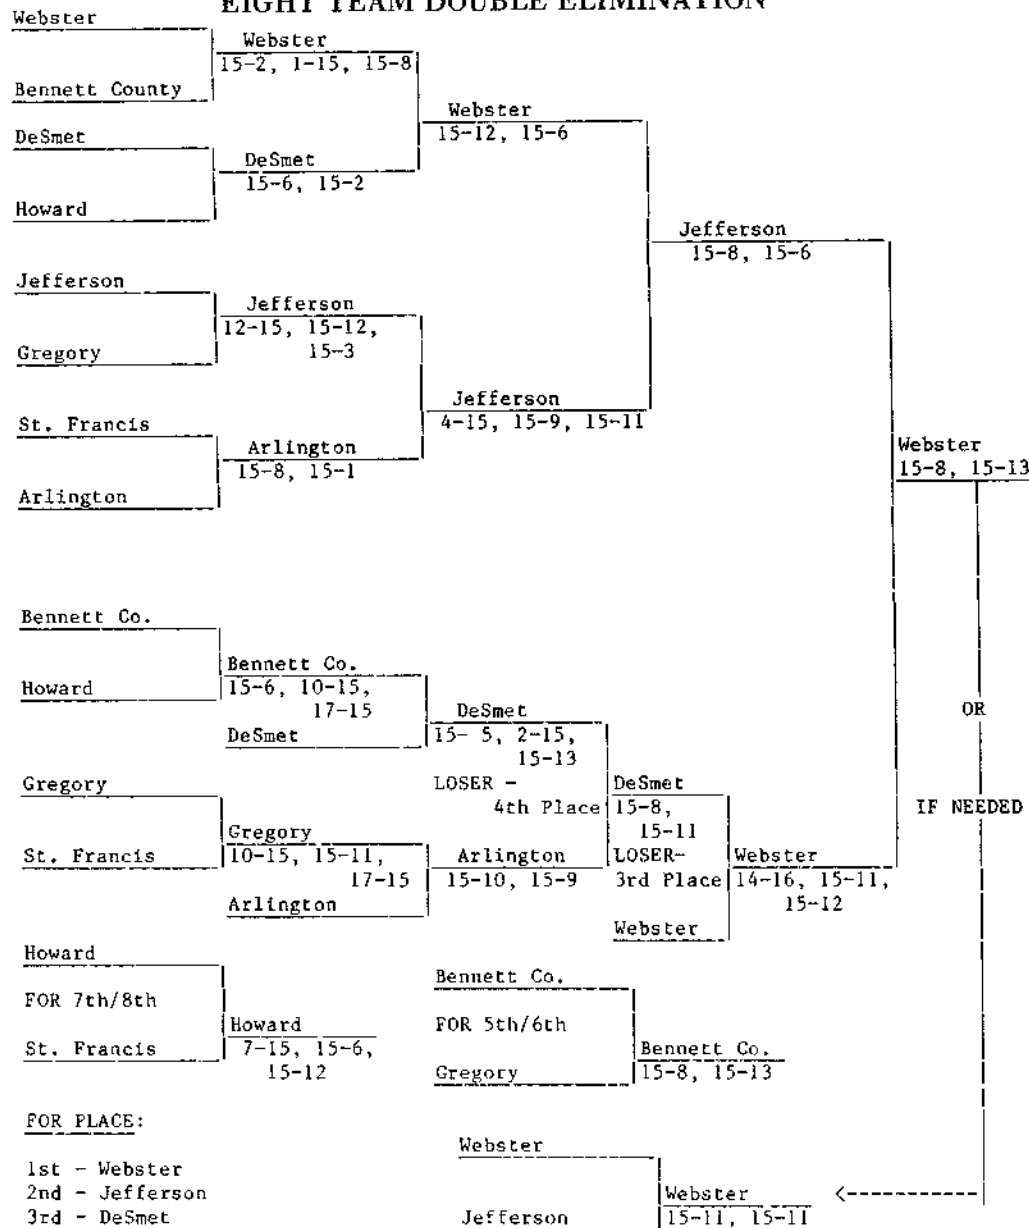 EIGHT TEAM DOUBLE ELIMINATION
Webster
Webster
15-2, 1-15, 15-8
Bennett County
Webster
15-12, 15-6
DeSmet
DeSmet
15-6, 15-2
Howard
Jefferson
15-8, 15-6
Jefferson
Jefferson
12-15, 15-12,
15-3
Gregory
Jefferson
4-15, 15-9, 15-11
St. Francis
Arlington
15-8, 15-1
Arlington
Webster
15-8, 15-13
Bennett Co.
Bennett Co.
15-6, 10-15,
17-15
Howard
DeSmet
DeSmet
15- 5, 2-15,
15-13
OR
LOSER -
4th Place
Gregory
DeSmet
15-8,
15-11
IF NEEDED
Gregory
10-15, 15-11,
17-15
St. Francis
Arlington
Arlington
15-10, 15-9
LOSER-
3rd Place
Webster
14-16, 15-11,
15-12
Webster
Howard
FOR 7th/8th
Howard
7-15, 15-6,
15-12
St. Francis
Bennett Co.
FOR 5th/6th
Bennett Co.
15-8, 15-13
Gregory
FOR PLACE:
1st - Webster
2nd - Jefferson
3rd - DeSmet
Webster
Webster <-----------
15-11, 15-11
Jefferson